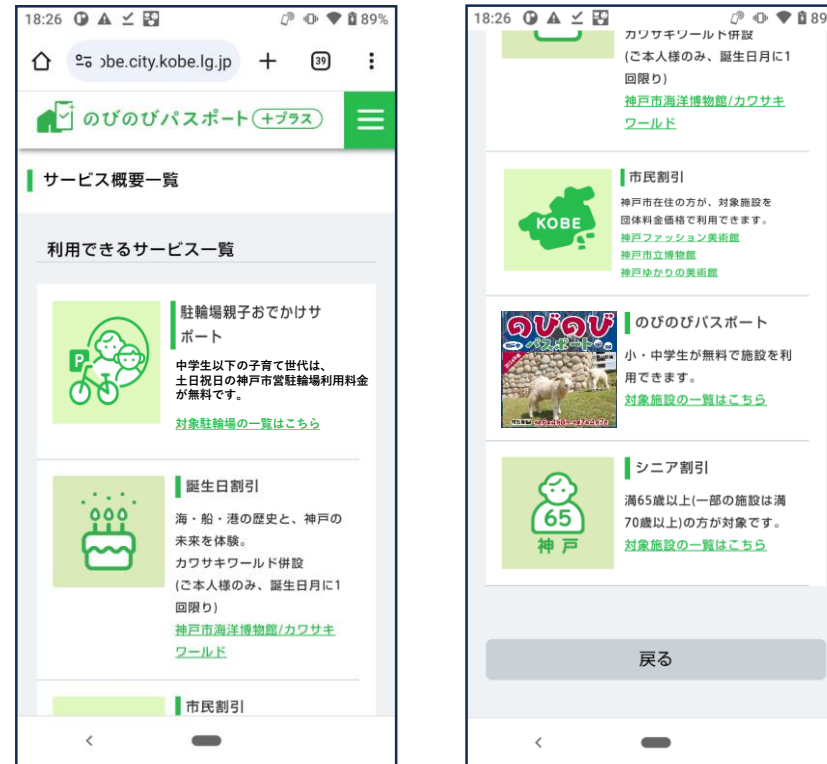 18:26
89%
obe.city.kobe.lg.jp
39
のびのびパスポート +プラス
サービス概要一覧
利用できるサービス一覧
駐輪場親子おでかけサ
ポート
中学生以下の子育て世代は、
土日祝日の神戸市営駐輪場利用料金
が無料です。
対象駐輪場の一覧はこちら
誕生日割引
海・船・港の歴史と、神戸の
未来を体験。
カワサキワールド併設
(ご本人様のみ、誕生日月に1
回限り)
神戸市海洋博物館/カワサキ
ワールド
市民割引
18:26
89
カワサキワールド併設
(ご本人様のみ、誕生日月に1
回限り)
神戸市海洋博物館/カワサキ
ワールド
KOBE
市民割引
神戸市在住の方が、対象施設を
団体料金価格で利用できます。
神戸ファッション美術館
神戸市立博物館
神戸ゆかりの美術館
のびのび
パスポート
のびのびパスポート
小・中学生が無料で施設を利
用できます。
対象施設の一覧はこちら
65
神戸
シニア割引
満65歳以上(一部の施設は満
70歳以上)の方が対象です。
対象施設の一覧はこちら
戻る